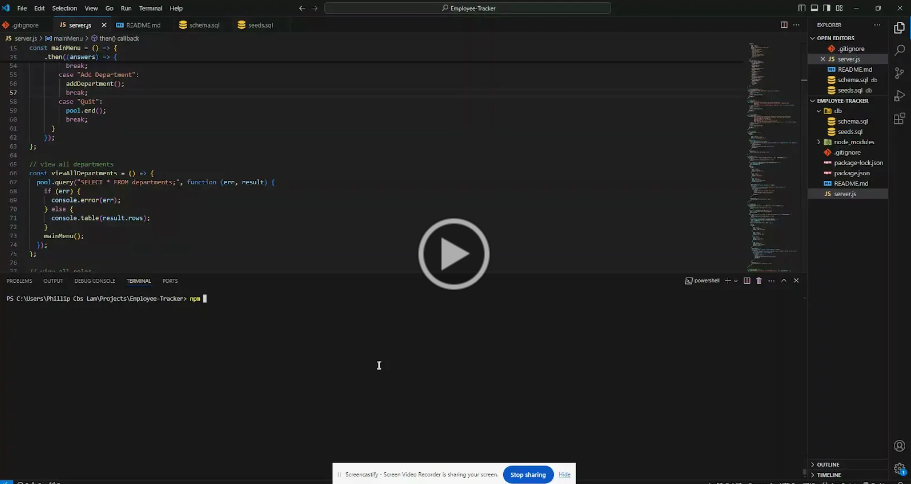 File Edit Selection View Go Run Terminal Help
Employee-Tracker
.gitignore server.js README.md schema.sql seeds.sql
server.js > mainMenu > then() callback
15 const mainMenu = () => {
35 .then((answers) => {
54 break;
55 case "Add Department":
56 addDepartment();
57 break;
58 case "Quit":
59 pool.end();
60 break;
61 }
62 });
63 };
64
65 // view all departments
66 const viewAllDepartments = () => {
67 pool.query("SELECT * FROM departments;", function (err, result) {
68 if (err) {
69 console.error(err);
70 } else {
71 console.table(result.rows);
72 }
73 mainMenu();
74 });
75 };
76
// view all roles
PROBLEMS OUTPUT DEBUG CONSOLE TERMINAL PORTS
powershell
PS C:\Users\Phillip Cbs Lam\Projects\Employee-Tracker> npm
EXPLORER
OPEN EDITORS
.gitignore
server.js
README.md
schema.sql db
seeds.sql db
EMPLOYEE-TRACKER
db
schema.sql
seeds.sql
node_modules
.gitignore
package-lock.json
package.json
README.md
server.js
OUTLINE
TIMELINE
Screencastify - Screen Video Recorder is sharing your screen.
Stop sharing
Hide